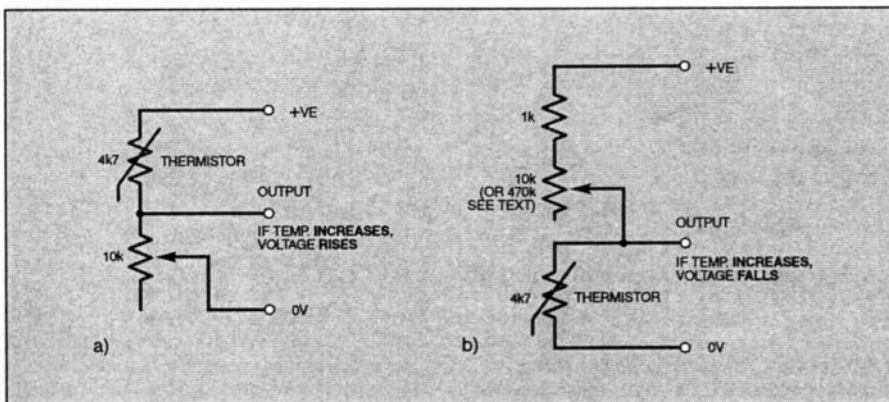 +VE
4k7
THERMISTOR
OUTPUT
IF TEMP. INCREASES,
VOLTAGE RISES
10k
0V
a)
+VE
1k
10k
(OR 470k
SEE TEXT)
OUTPUT
IF TEMP. INCREASES,
VOLTAGE FALLS
4k7
THERMISTOR
0V
b)